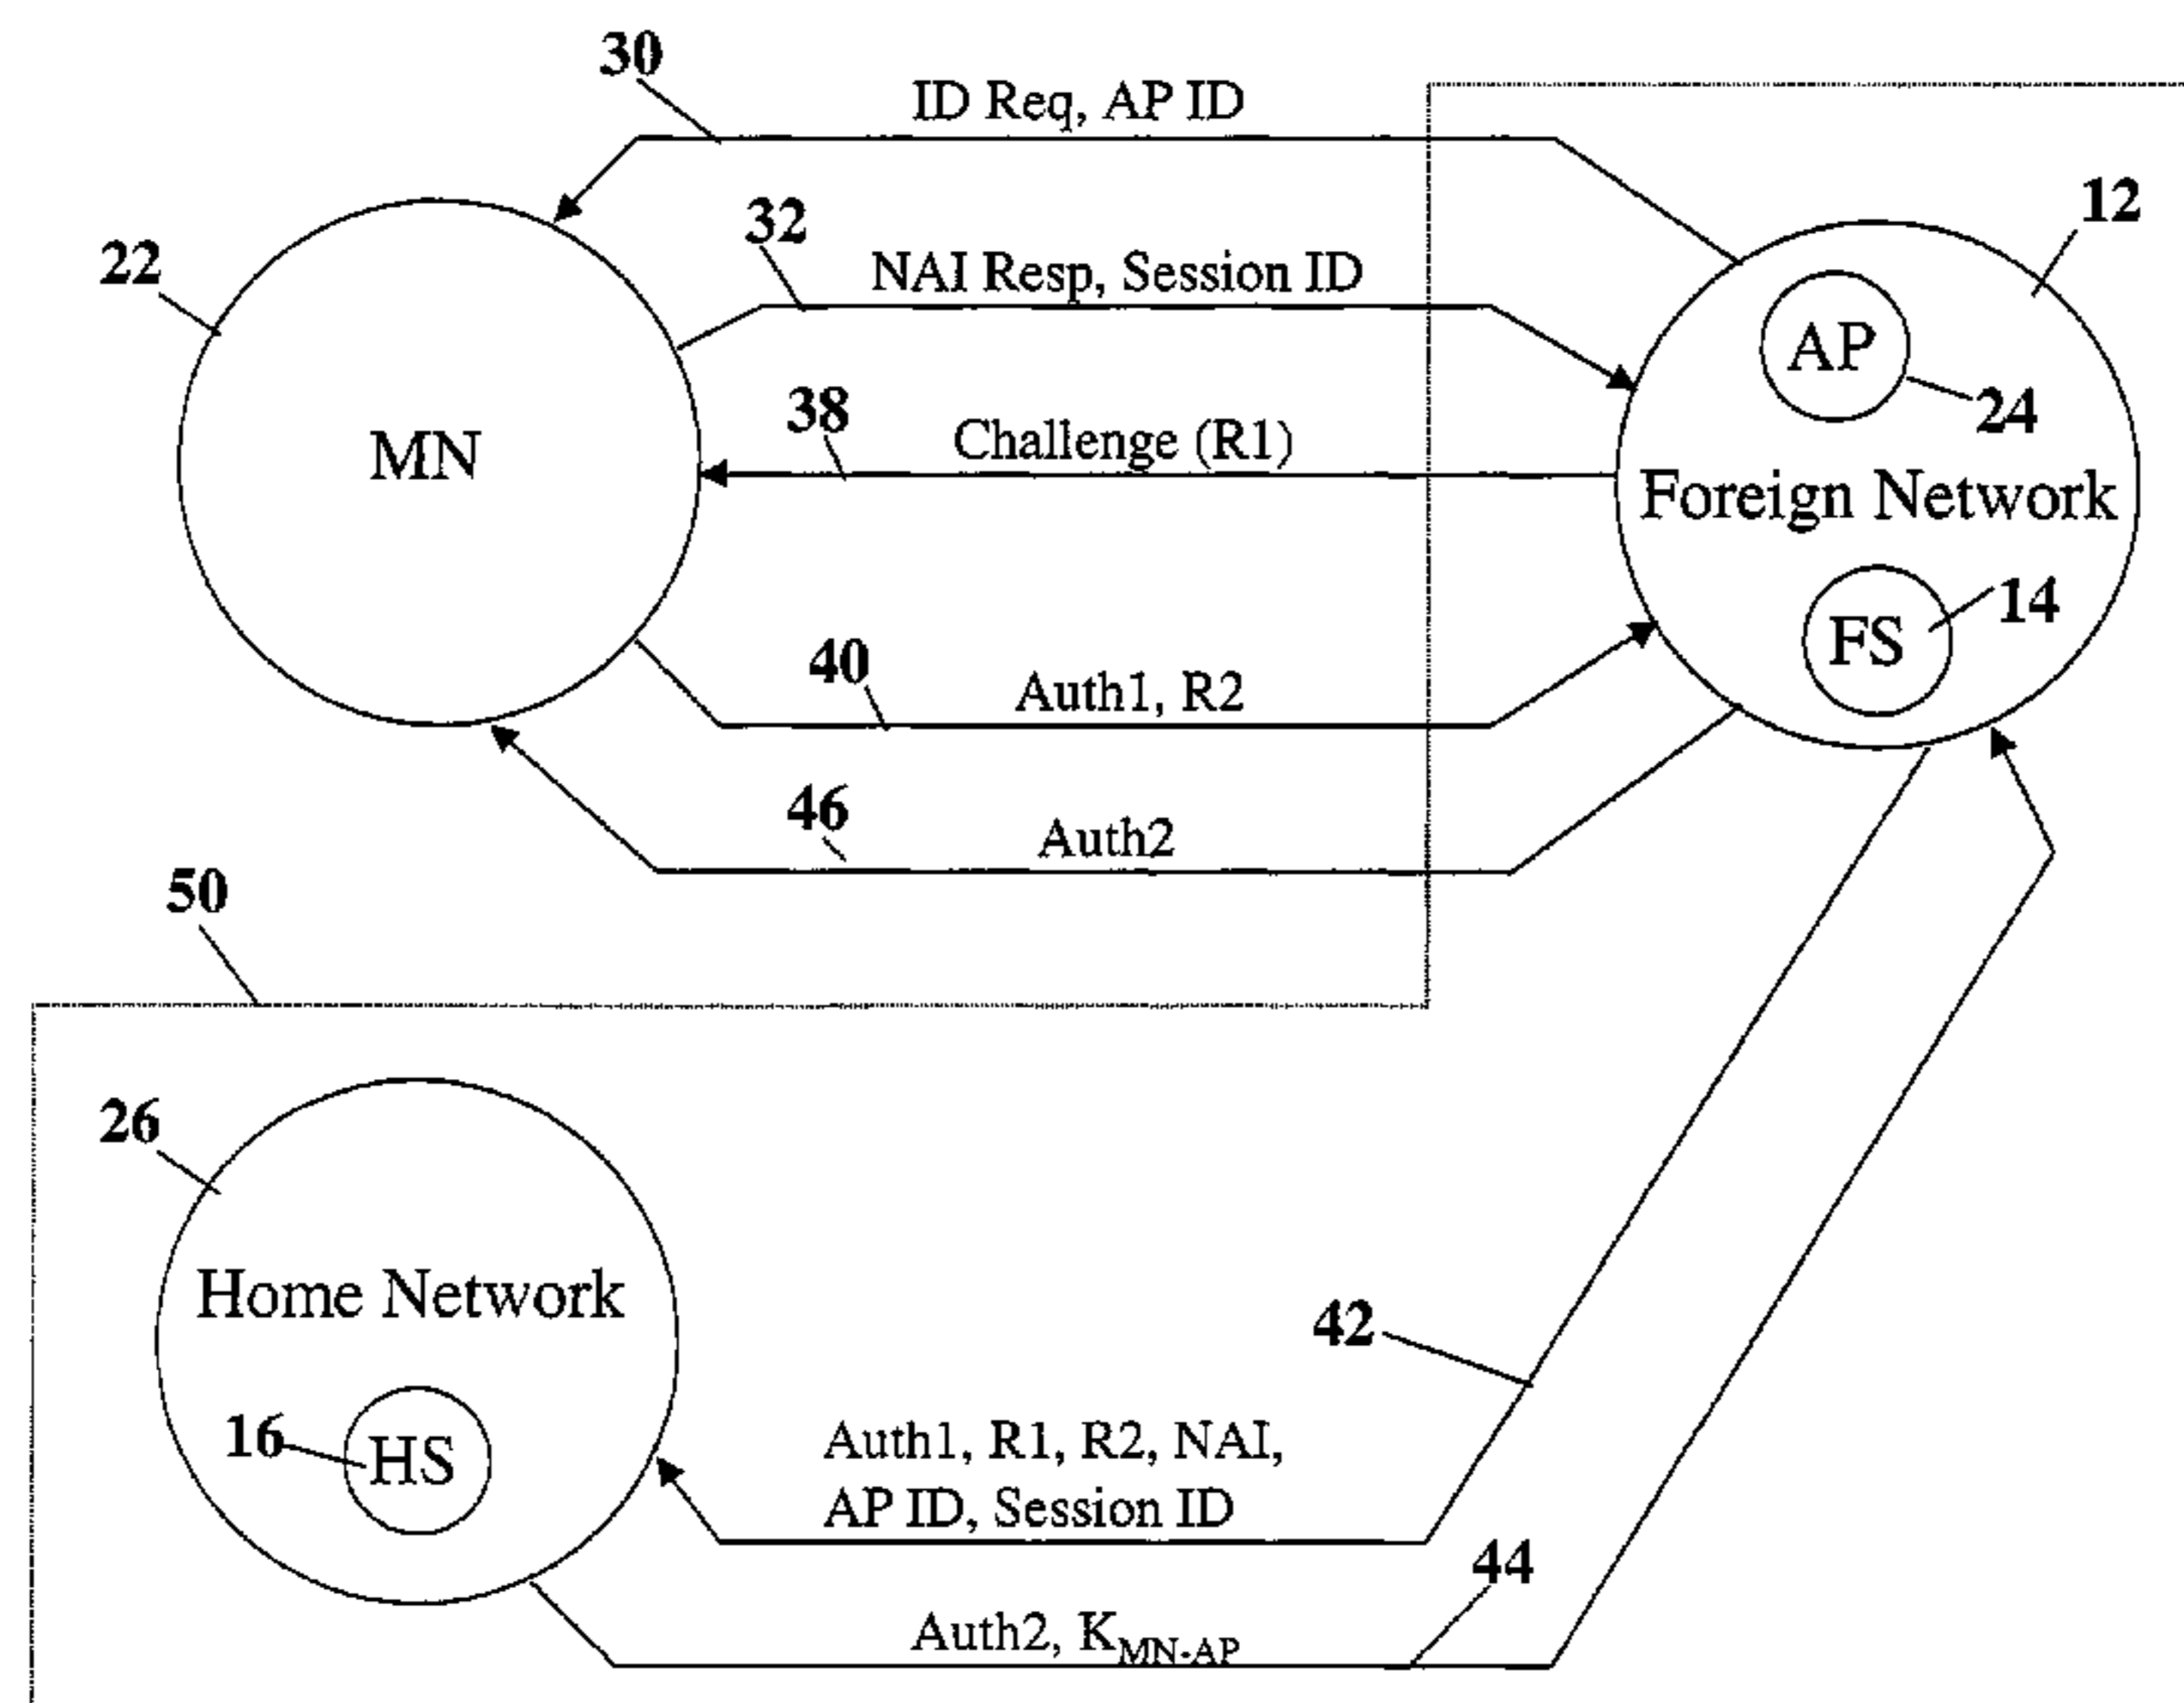 30
ID Req, AP ID
12
32
22
NAI Resp, Session ID
AP
38
24
Challenge (R1)
MN
Foreign Network
14
FS
40
Auth1, R2
46
Auth2
50
26
Home Network
42
16
HS
Auth1, R1, R2, NAI,
AP ID, Session ID
44
Auth2, K_MN-AP